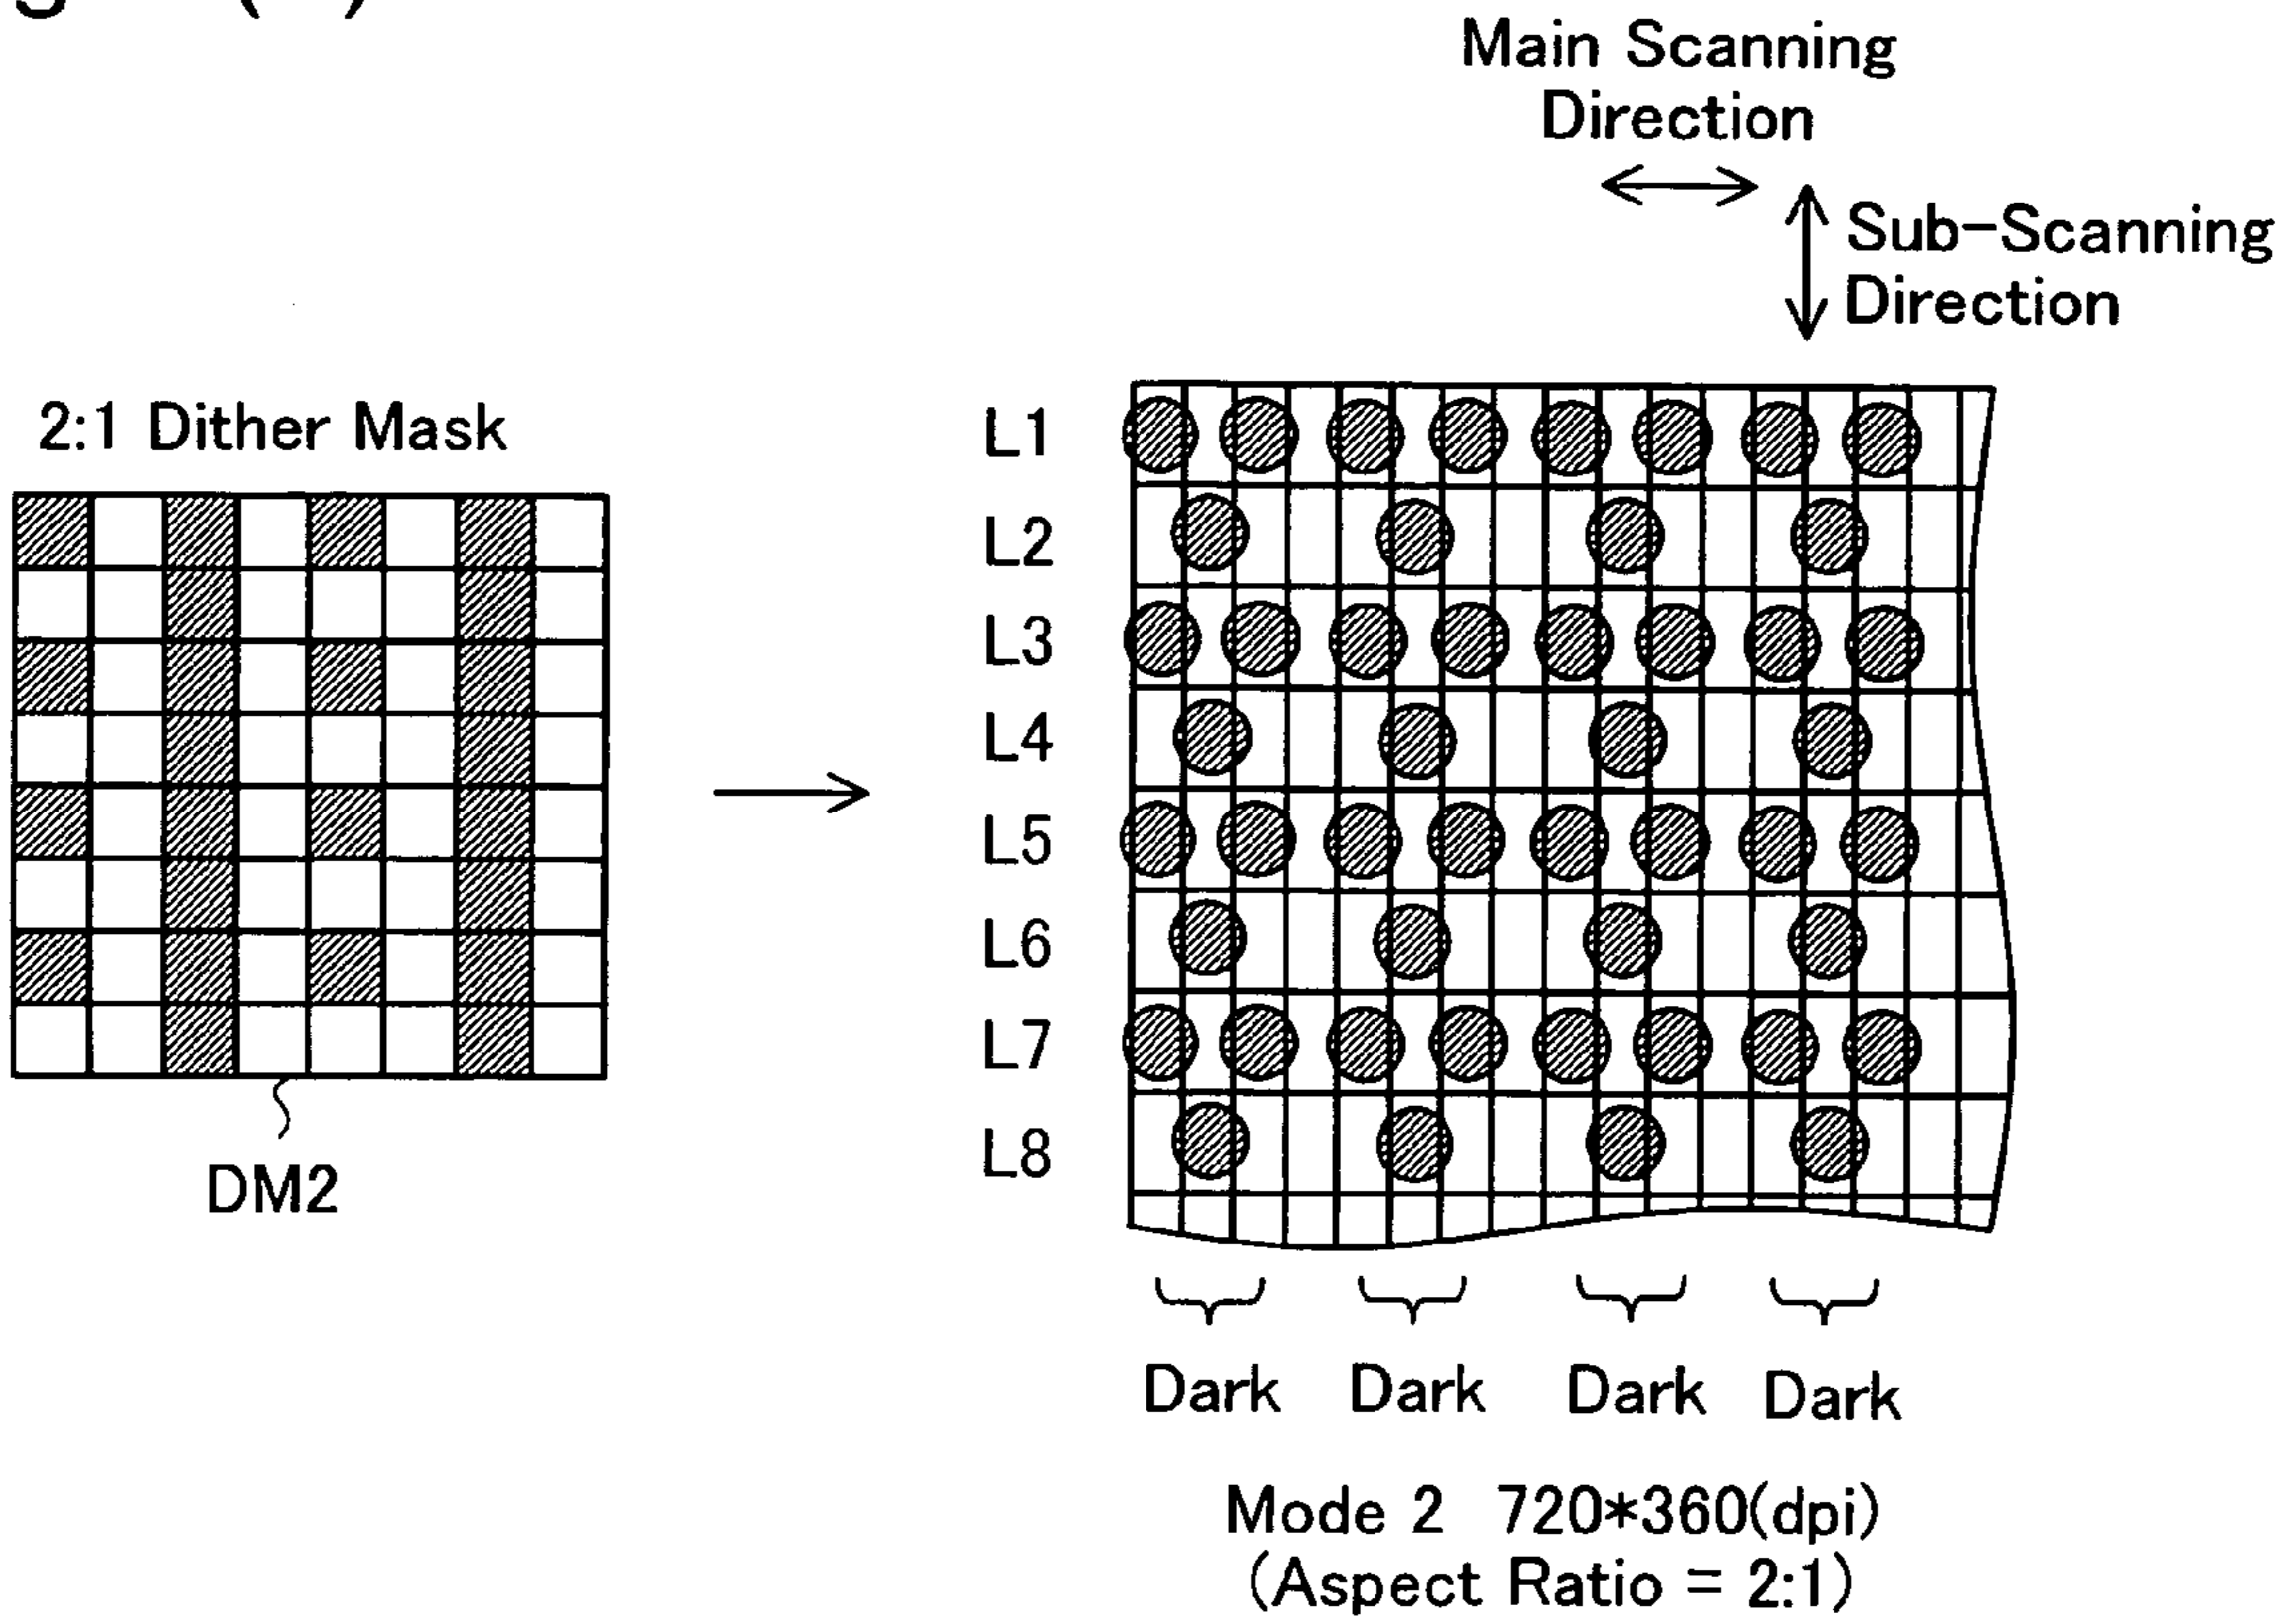 Main Scanning
Direction
Sub-Scanning
Direction
2:1 Dither Mask
L1
L2
L3
L4
L5
L6
L7
L8
DM2
Dark Dark Dark Dark
Mode 2 720*360(dpi)
(Aspect Ratio = 2:1)